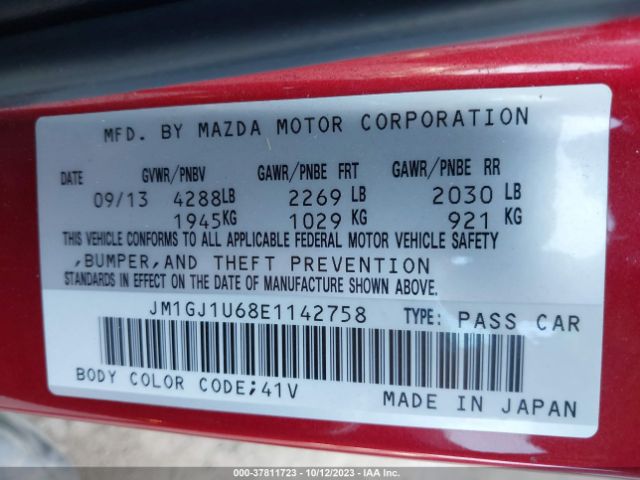 MFD. BY MAZDA MOTOR CORPORATION
DATE GVWR/PNBV GAWR/PNBE FRT GAWR/PNBE RR
09/13 4288LB 2269 LB 2030 LB
1945KG 1029 KG 921 KG
THIS VEHICLE CONFORMS TO ALL APPLICABLE FEDERAL MOTOR VEHICLE SAFETY
,BUMPER,AND THEFT PREVENTION
STANDARDS IN EFFECT ON THE DATE OF MANUFACTURE SHOWN ABOVE.
JM1GJ1U68E1142758 TYPE: PASS CAR
BODY COLOR CODE;41V MADE IN JAPAN
000-37811723 - 10/12/2023 - IAA Inc.